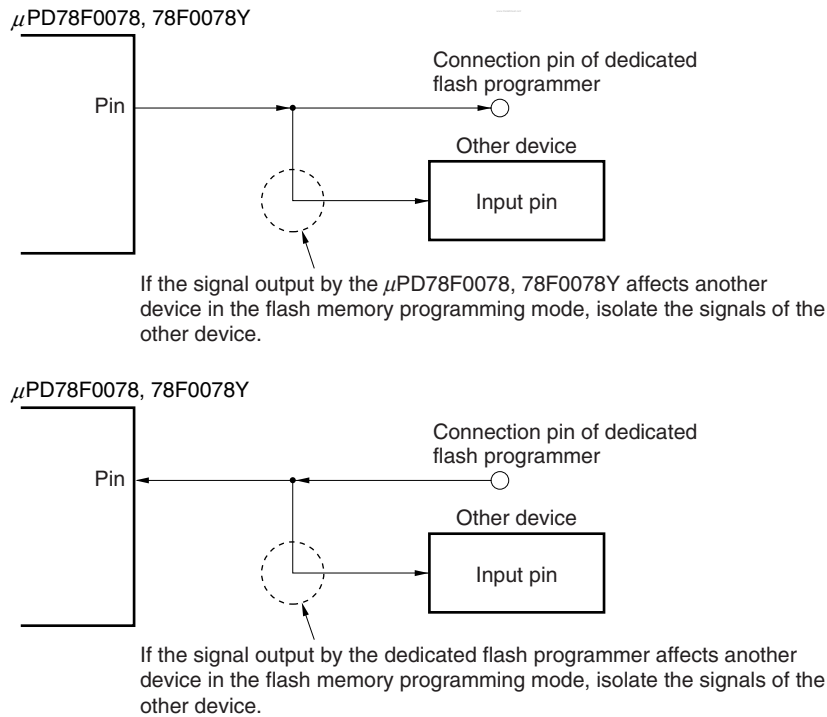 μPD78F0078, 78F0078Y
Connection pin of dedicated
flash programmer
Pin
Other device
Input pin
If the signal output by the μPD78F0078, 78F0078Y affects another
device in the flash memory programming mode, isolate the signals of the
other device.
μPD78F0078, 78F0078Y
Connection pin of dedicated
flash programmer
Pin
Other device
Input pin
If the signal output by the dedicated flash programmer affects another
device in the flash memory programming mode, isolate the signals of the
other device.